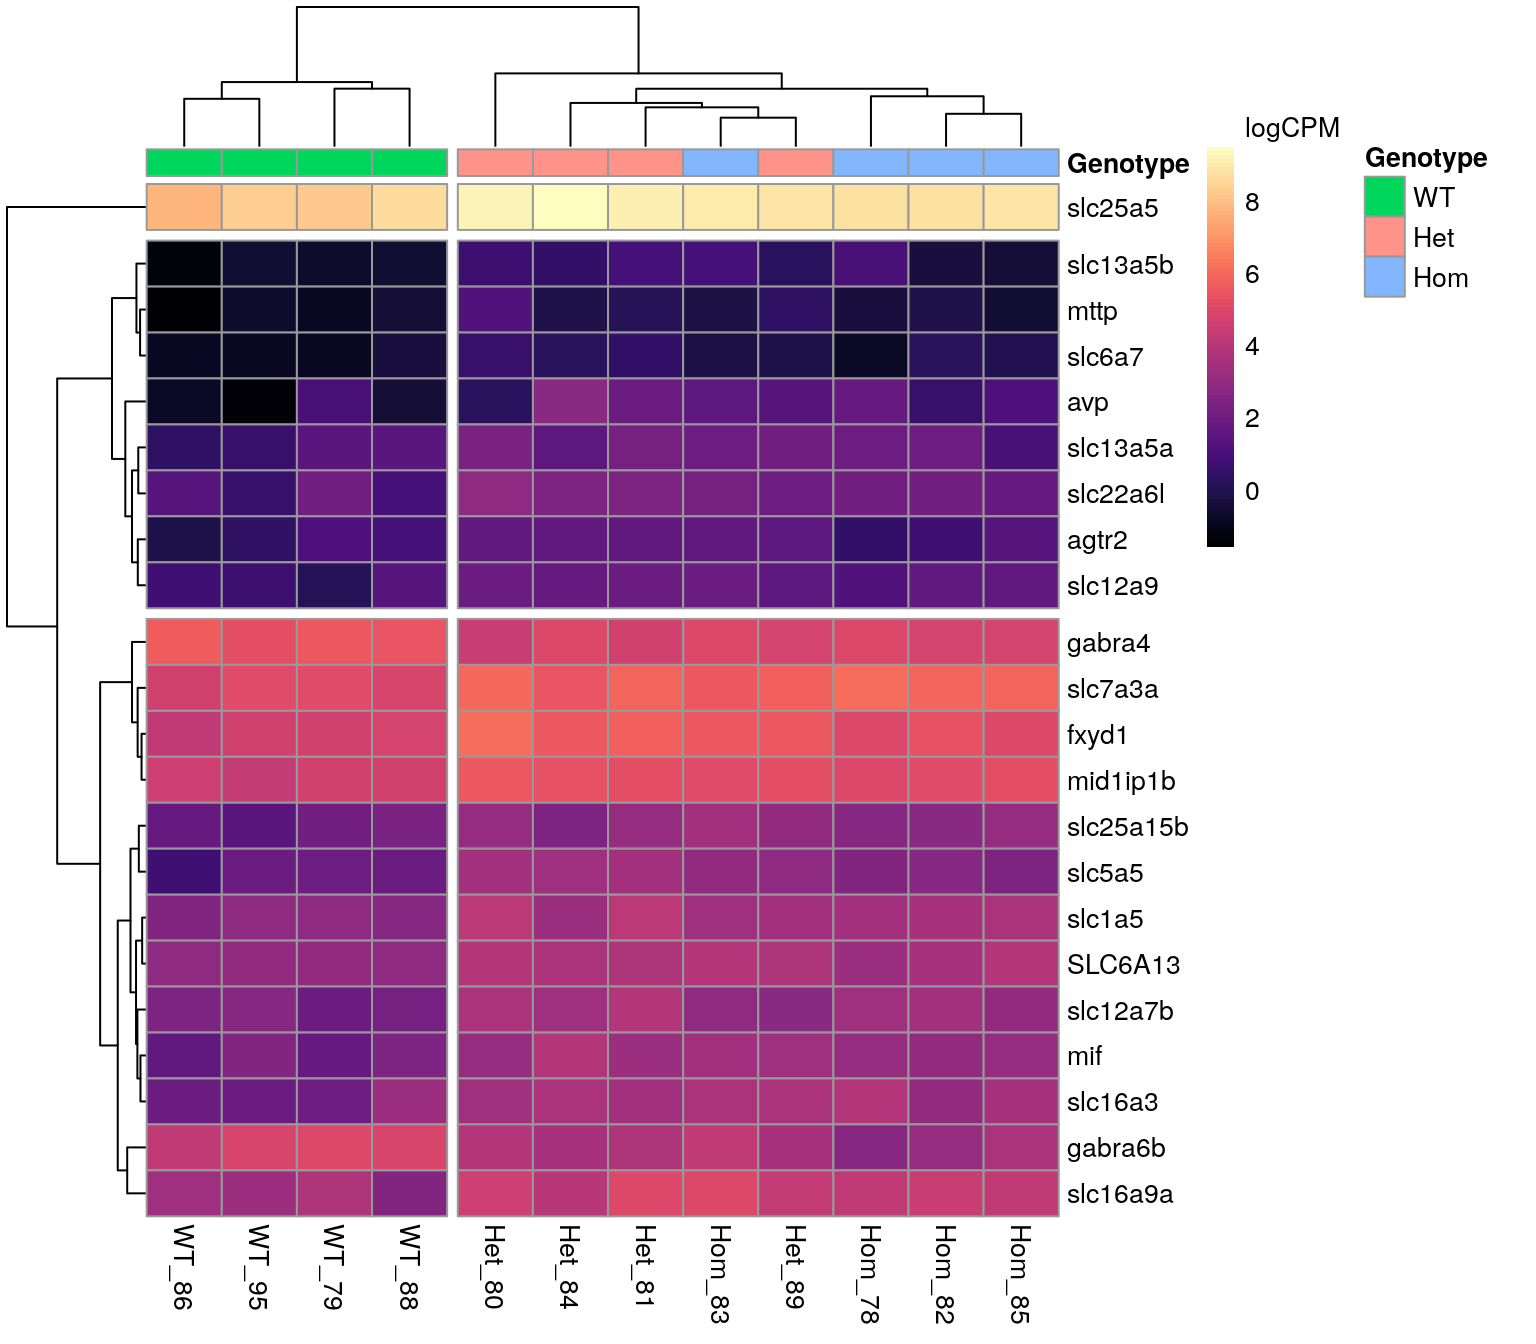 logCPM
8
6
4
2
0
Genotype
WT
Het
Hom
Genotype
slc25a5
slc13a5b
mttp
slc6a7
avp
slc13a5a
slc22a6l
agtr2
slc12a9
gabra4
slc7a3a
fxyd1
mid1ip1b
slc25a15b
slc5a5
slc1a5
SLC6A13
slc12a7b
mif
slc16a3
gabra6b
slc16a9a
WT_86
WT_95
WT_79
WT_88
Het_80
Het_84
Het_81
Hom_83
Het_89
Hom_78
Hom_82
Hom_85